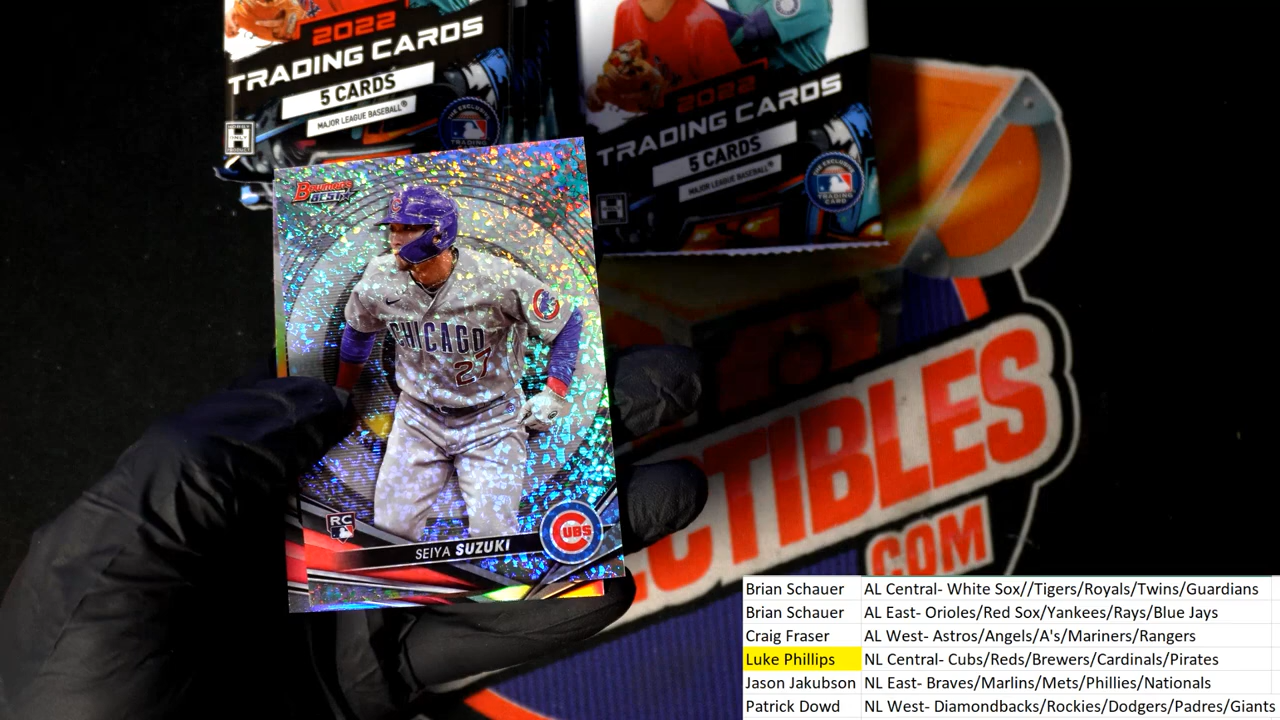 2022
TRADING CARDS
5 CARDS
MAJOR LEAGUE BASEBALL®
2022
TRADING CARDS
5 CARDS
MAJOR LEAGUE BASEBALL®
TRADING CARD
Bowman's
BEST
CHICAGO
27
RC
SEIYA SUZUKI
CUBS
CTIBLES
.COM
Brian Schauer AL Central- White Sox//Tigers/Royals/Twins/Guardians
Brian Schauer AL East- Orioles/Red Sox/Yankees/Rays/Blue Jays
Craig Fraser AL West- Astros/Angels/A's/Mariners/Rangers
Luke Phillips NL Central- Cubs/Reds/Brewers/Cardinals/Pirates
Jason Jakubson NL East- Braves/Marlins/Mets/Phillies/Nationals
Patrick Dowd NL West- Diamondbacks/Rockies/Dodgers/Padres/Giants